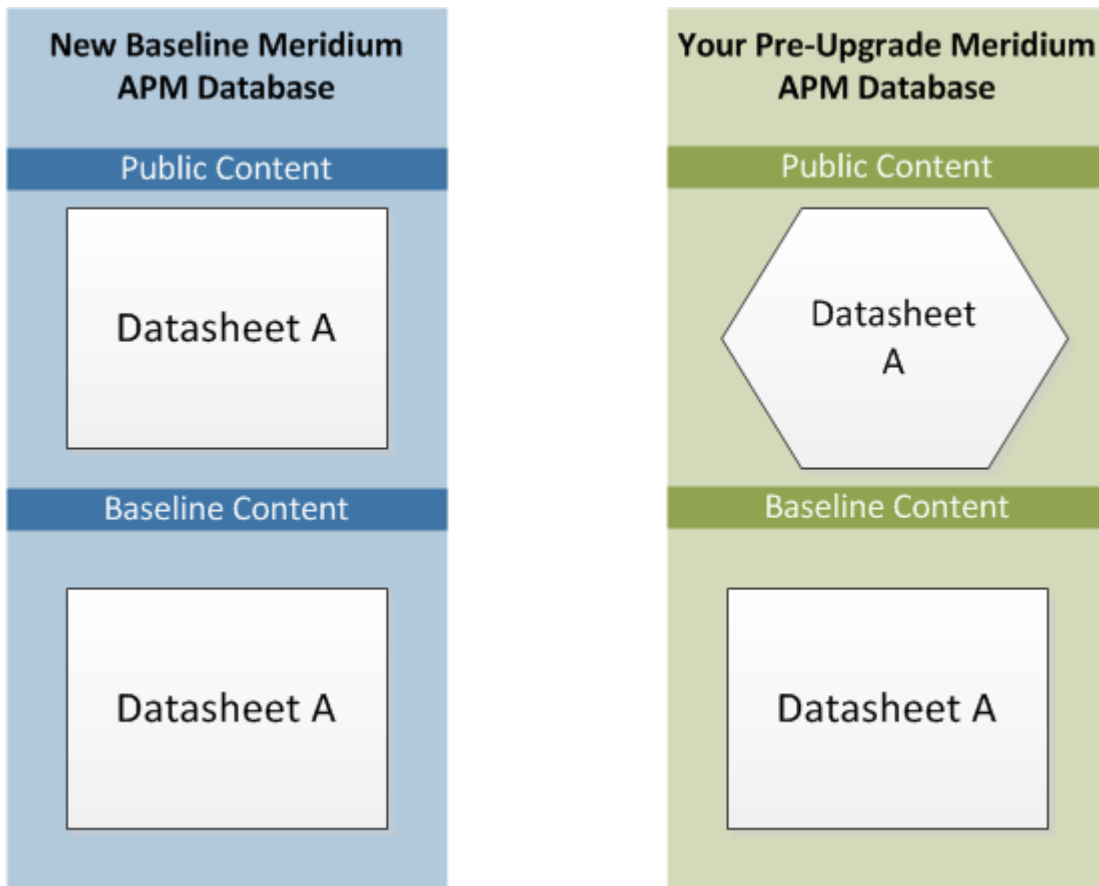 New Baseline Meridium
APM Database
Public Content
Datasheet A
Baseline Content
Datasheet A
Your Pre-Upgrade Meridium
APM Database
Public Content
Datasheet
A
Baseline Content
Datasheet A